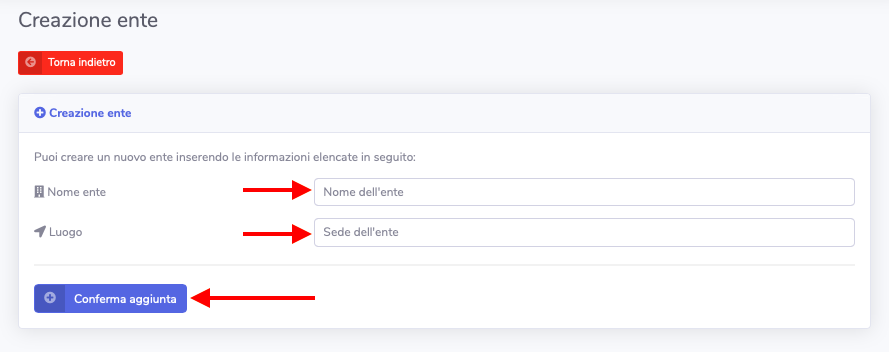 Creazione ente
Torna indietro
Creazione ente
Puoi creare un nuovo ente inserendo le informazioni elencate in seguito:
Nome ente
Nome dell'ente
Luogo
Sede dell'ente
Conferma aggiunta